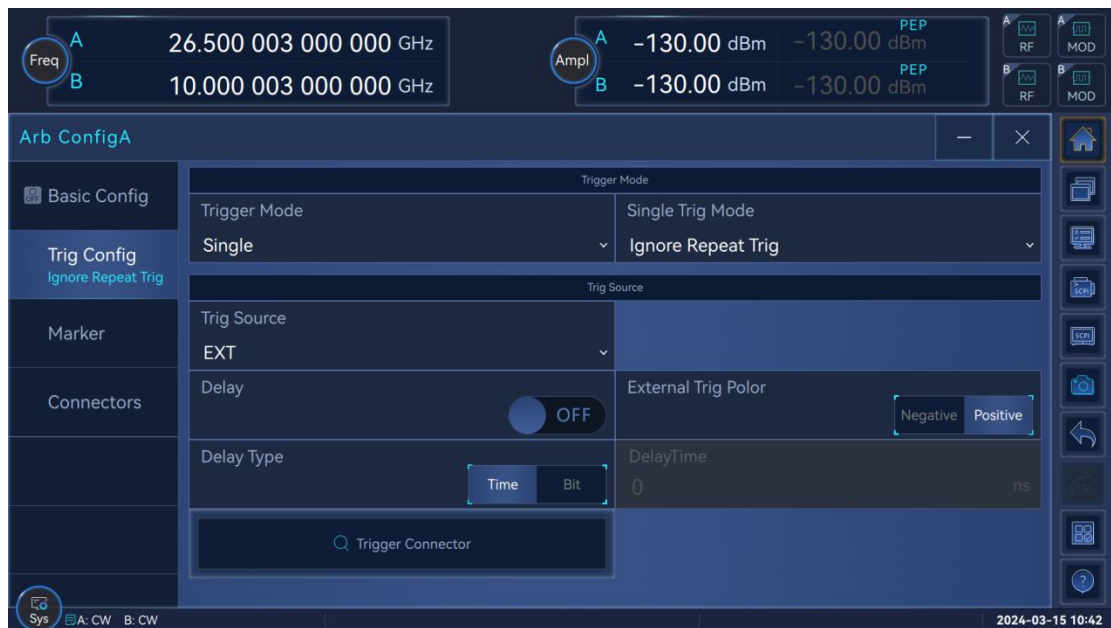 Freq A 26.500 003 000 000 GHz
B 10.000 003 000 000 GHz
Ampl A -130.00 dBm -130.00 dBm PEP
B -130.00 dBm -130.00 dBm PEP
A RF
A MOD
B RF
B MOD
Arb ConfigA
OFF Basic Config
Trig Config
Ignore Repeat Trig
Marker
Connectors
Trigger Mode
Trigger Mode
Single
Single Trig Mode
Ignore Repeat Trig
Trig Source
Trig Source
EXT
Delay
OFF
External Trig Polor
Negative Positive
Delay Type
Time Bit
DelayTime
0 ns
Trigger Connector
SCPI
SCPI
?
Sys A: CW B: CW
2024-03-15 10:42